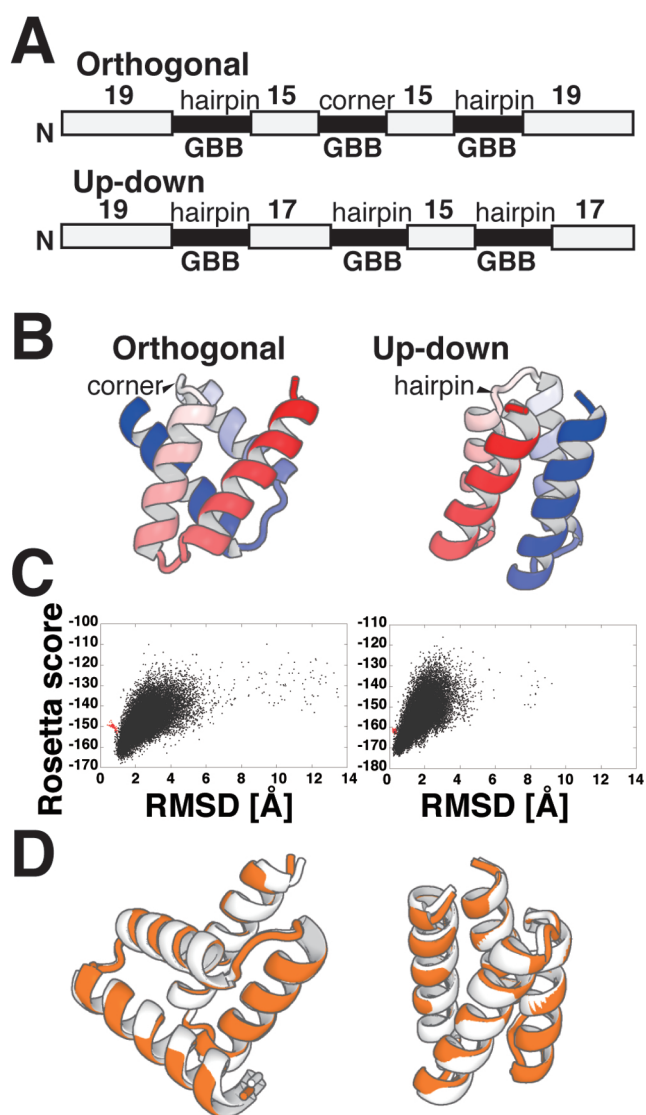 A
Orthogonal
19 hairpin 15 corner 15 hairpin 19
N
GBB GBB GBB
Up-down
19 hairpin 17 hairpin 15 hairpin 17
N
GBB GBB GBB
B
Orthogonal Up-down
corner hairpin
C
Rosetta score
-100 -110
-110 -120
-120 -130
-130 -140
-140 -150
-150 -160
-160 -170
-170 -180
0 2 4 6 8 10 12 14 0 2 4 6 8 10 12 14
RMSD [Å] RMSD [Å]
D